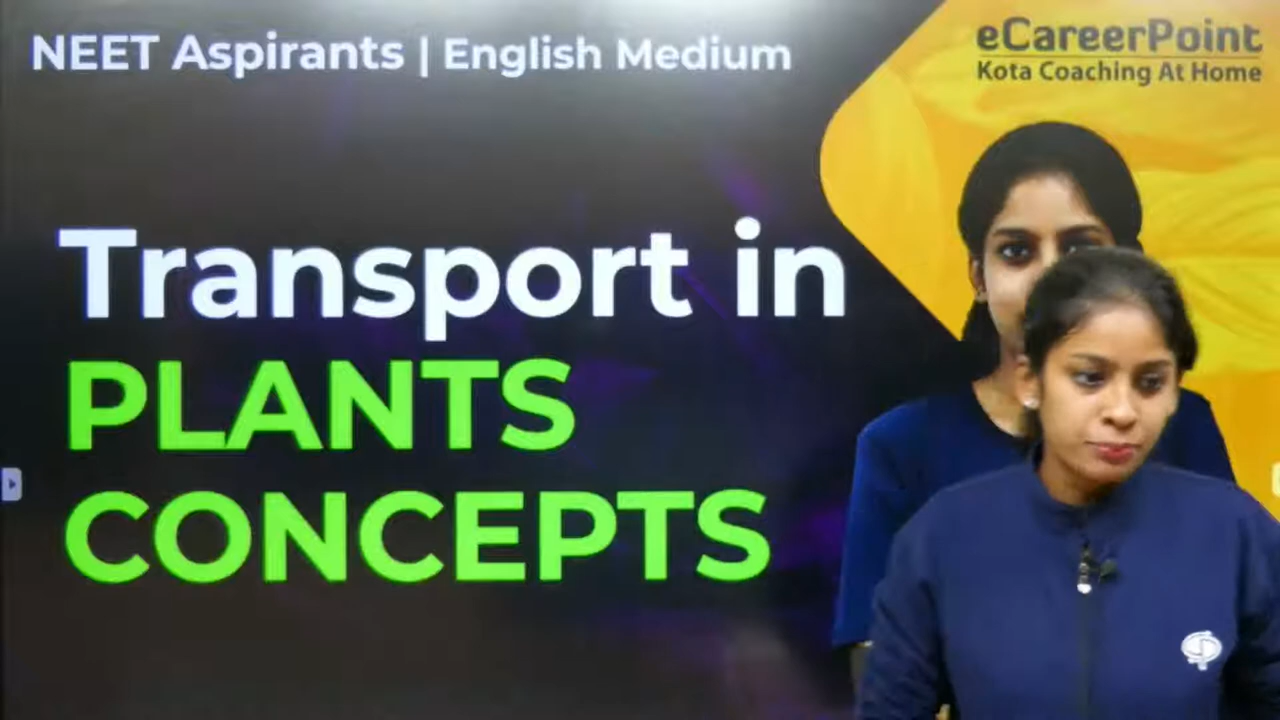 NEET Aspirants | English Medium
eCareerPoint
Kota Coaching At Home
Transport in
PLANTS
CONCEPTS